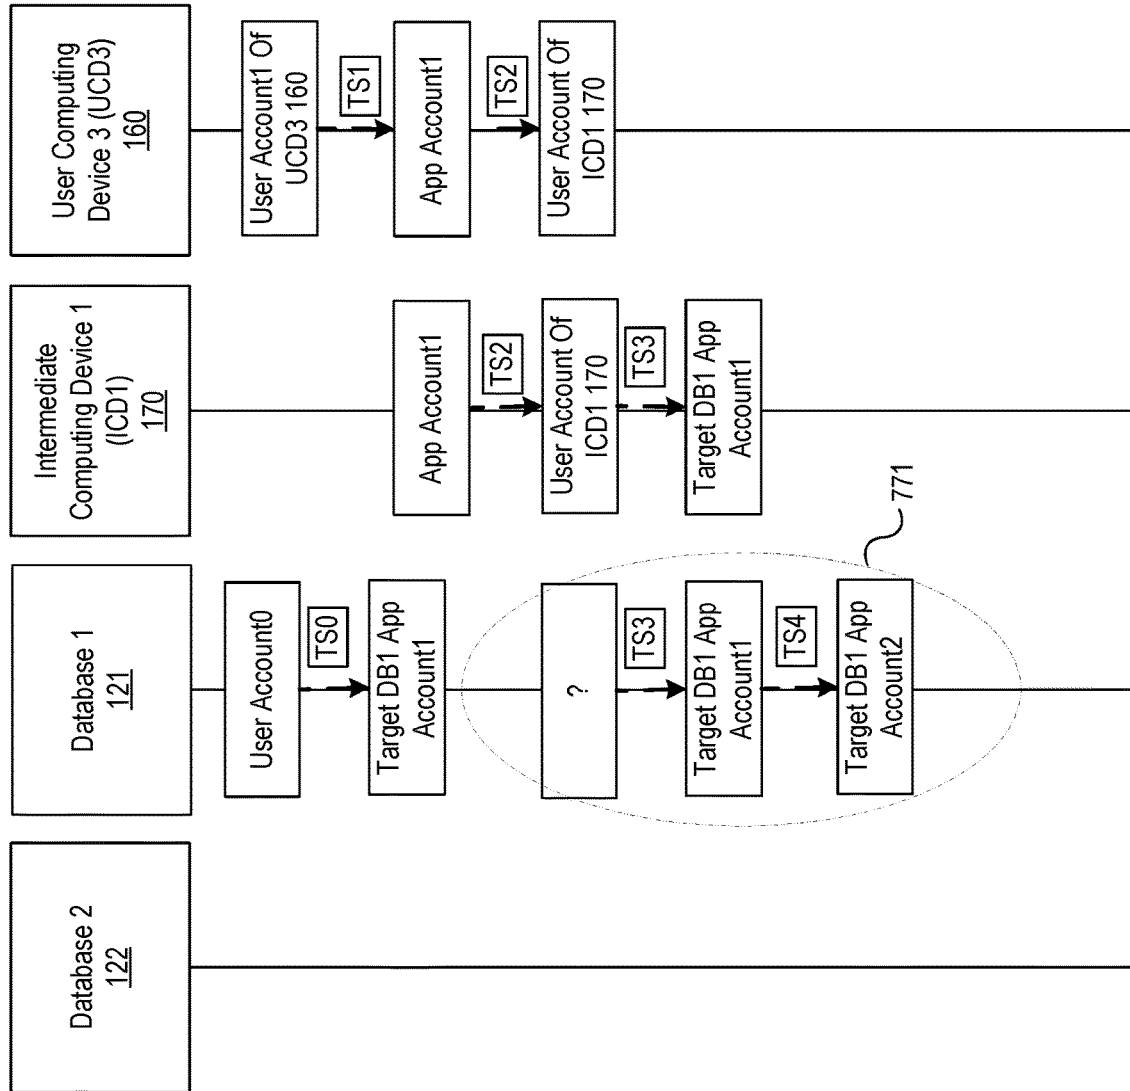 User Computing
Device 3 (UCD3)
160
User Account1 Of
UCD3 160
TS1
App Account1
TS2
User Account Of
ICD1 170
Intermediate
Computing Device 1
(ICD1)
170
App Account1
TS2
User Account Of
ICD1 170
TS3
Target DB1 App
Account1
Database 1
121
User Account0
TS0
Target DB1 App
Account1
?
TS3
Target DB1 App
Account1
TS4
Target DB1 App
Account2
771
Database 2
122